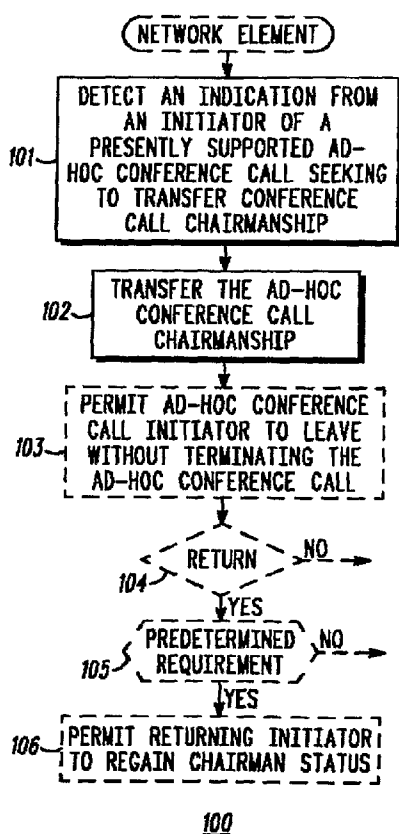 NETWORK ELEMENT
101
DETECT AN INDICATION FROM
AN INITIATOR OF A
PRESENTLY SUPPORTED AD-
HOC CONFERENCE CALL SEEKING
TO TRANSFER CONFERENCE
CALL CHAIRMANSHIP
102
TRANSFER THE AD-HOC
CONFERENCE CALL
CHAIRMANSHIP
103
PERMIT AD-HOC CONFERENCE
CALL INITIATOR TO LEAVE
WITHOUT TERMINATING THE
AD-HOC CONFERENCE CALL
104
RETURN
NO
YES
105
PREDETERMINED
REQUIREMENT
NO
YES
106
PERMIT RETURNING INITIATOR
TO REGAIN CHAIRMAN STATUS
100